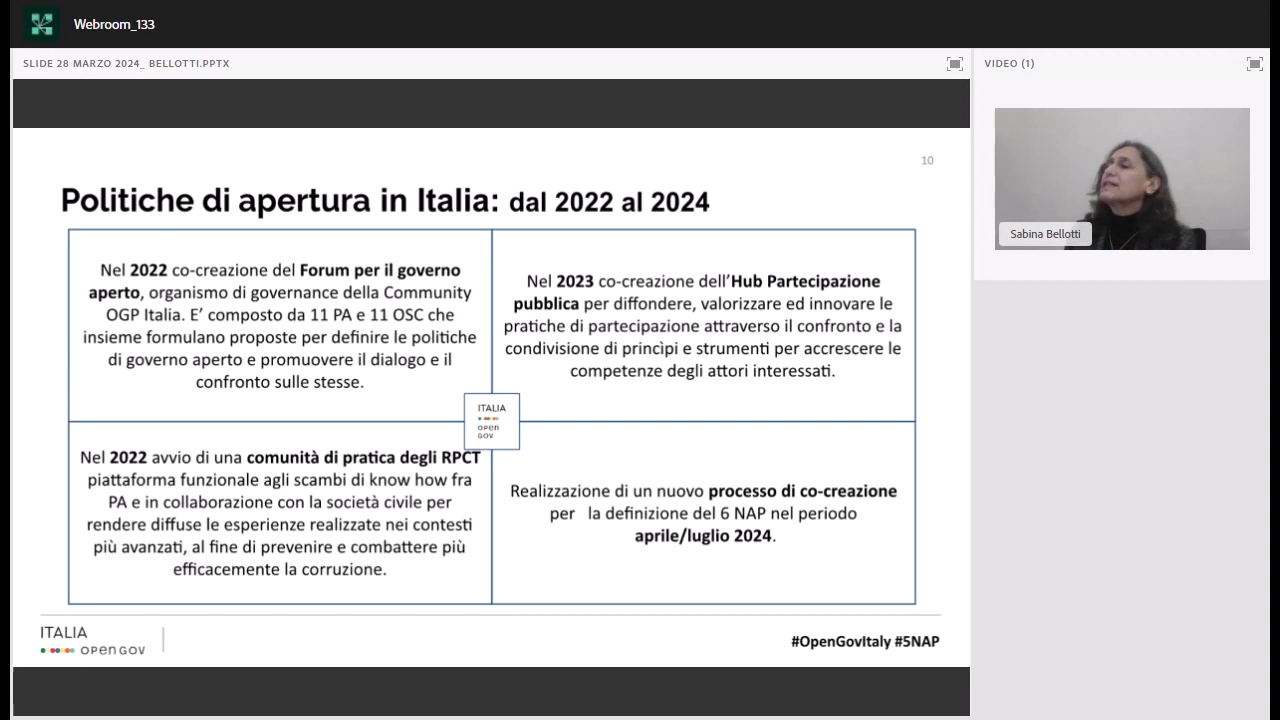 Webroom_133
SLIDE 28 MARZO 2024_ BELLOTTI.PPTX
VIDEO (1)
Sabina Bellotti
10
Politiche di apertura in Italia: dal 2022 al 2024
Nel 2022 co-creazione del Forum per il governo
aperto, organismo di governance della Community
OGP Italia. E’ composto da 11 PA e 11 OSC che
insieme formulano proposte per definire le politiche
di governo aperto e promuovere il dialogo e il
confronto sulle stesse.
Nel 2023 co-creazione dell’Hub Partecipazione
pubblica per diffondere, valorizzare ed innovare le
pratiche di partecipazione attraverso il confronto e la
condivisione di princìpi e strumenti per accrescere le
competenze degli attori interessati.
ITALIA
open
gov
Nel 2022 avvio di una comunità di pratica degli RPCT
piattaforma funzionale agli scambi di know how fra
PA e in collaborazione con la società civile per
rendere diffuse le esperienze realizzate nei contesti
più avanzati, al fine di prevenire e combattere più
efficacemente la corruzione.
Realizzazione di un nuovo processo di co-creazione
per la definizione del 6 NAP nel periodo
aprile/luglio 2024.
ITALIA
open gov
#OpenGovItaly #5NAP